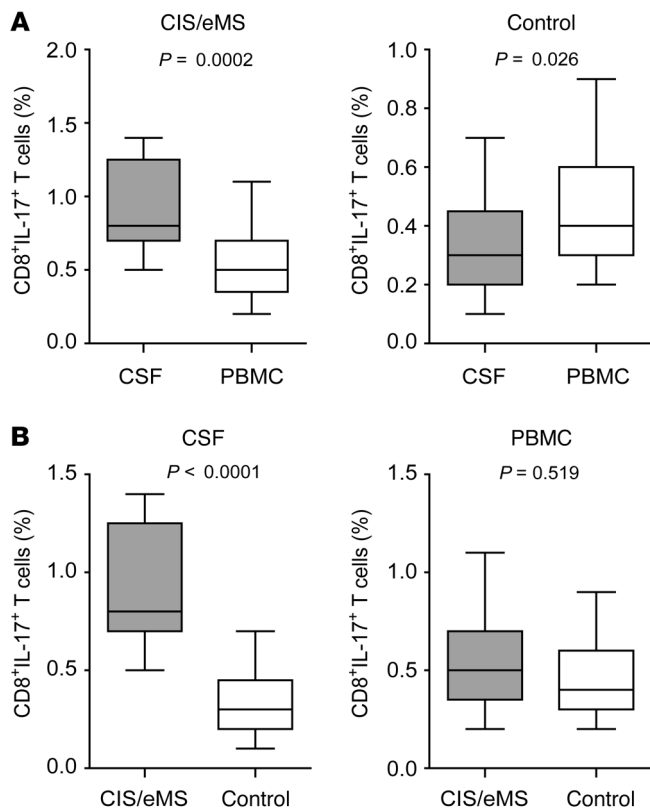 A
CIS/eMS
P = 0.0002
CD8⁺IL-17⁺ T cells (%)
2.0
1.5
1.0
0.5
0.0
CSF PBMC
Control
P = 0.026
CD8⁺IL-17⁺ T cells (%)
1.0
0.8
0.6
0.4
0.2
0.0
CSF PBMC
B
CSF
P < 0.0001
CD8⁺IL-17⁺ T cells (%)
1.5
1.0
0.5
0.0
CIS/eMS Control
PBMC
P = 0.519
CD8⁺IL-17⁺ T cells (%)
1.5
1.0
0.5
0.0
CIS/eMS Control